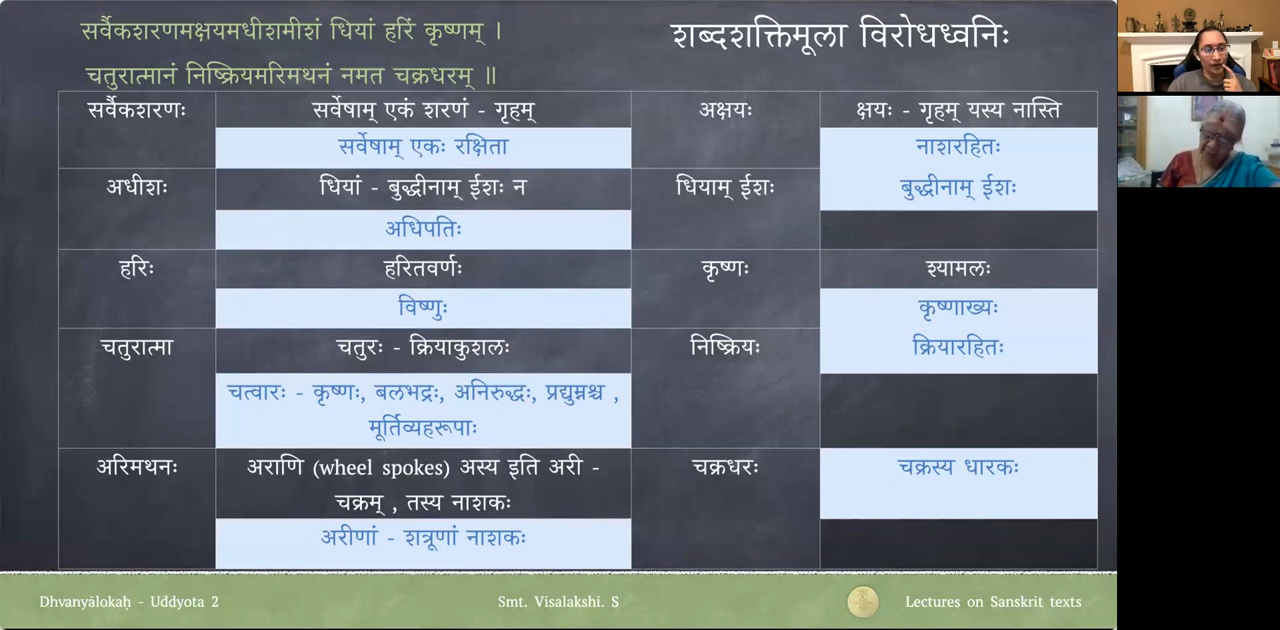 सर्वैकशरणमक्षयमधीशमीशं धियां हरिं कृष्णम् ।
चतुरात्मानं निष्क्रियमरिमथनं नमत चक्रधरम् ॥
शब्दशक्तिमूला विरोधध्वनिः
सर्वैकशरणः
सर्वेषाम् एकं शरणं - गृहम्
सर्वेषाम् एकः रक्षिता
अक्षयः
क्षयः - गृहम् यस्य नास्ति
नाशरहितः
अधीशः
धियां - बुद्धीनाम् ईशः न
अधिपतिः
धियाम् ईशः
बुद्धीनाम् ईशः
हरिः
हरितवर्णः
विष्णुः
कृष्णः
श्यामलः
कृष्णाख्यः
चतुरात्मा
चतुरः - क्रियाकुशलः
चत्वारः - कृष्णः, बलभद्रः, अनिरुद्धः, प्रद्युम्नश्च ,
मूर्तिव्यहरूपाः
निष्क्रियः
क्रियारहितः
अरिमथनः
अराणि (wheel spokes) अस्य इति अरी -
चक्रम् , तस्य नाशकः
अरीणां - शत्रूणां नाशकः
चक्रधरः
चक्रस्य धारकः
Dhvanyālokaḥ - Uddyota 2
Smt. Visalakshi. S
Lectures on Sanskrit texts